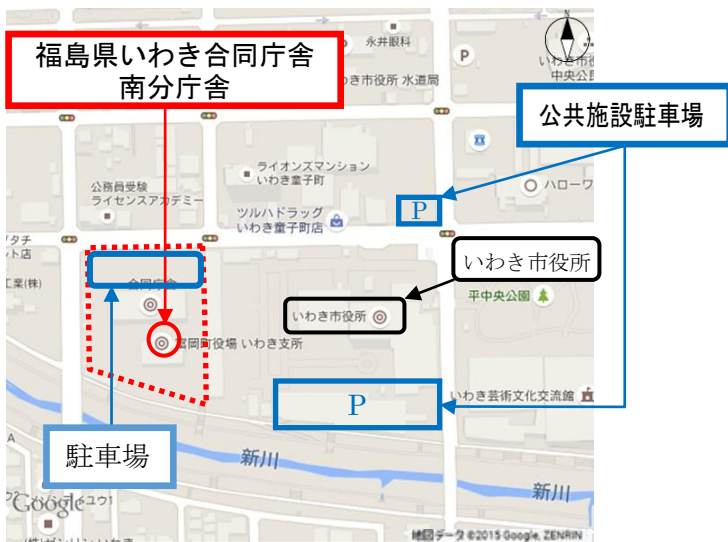 N
永井眼科
福島県いわき合同庁舎
南分庁舎
P
いわき市役所 水道局
中央公民
公共施設駐車場
ライオンズマンション
いわき童子町
公務員受験
ライセンスアカデミー
ハローワ
P
ツルハドラッグ
いわき童子町店
ト店
いわき市役所
工業(株)
合同庁舎
平中央公園
いわき市役所
富岡町役場 いわき支所
P
いわき芸術文化交流館
駐車場
新川
新川
Google
地図データ ©2015 Google, ZENRIN